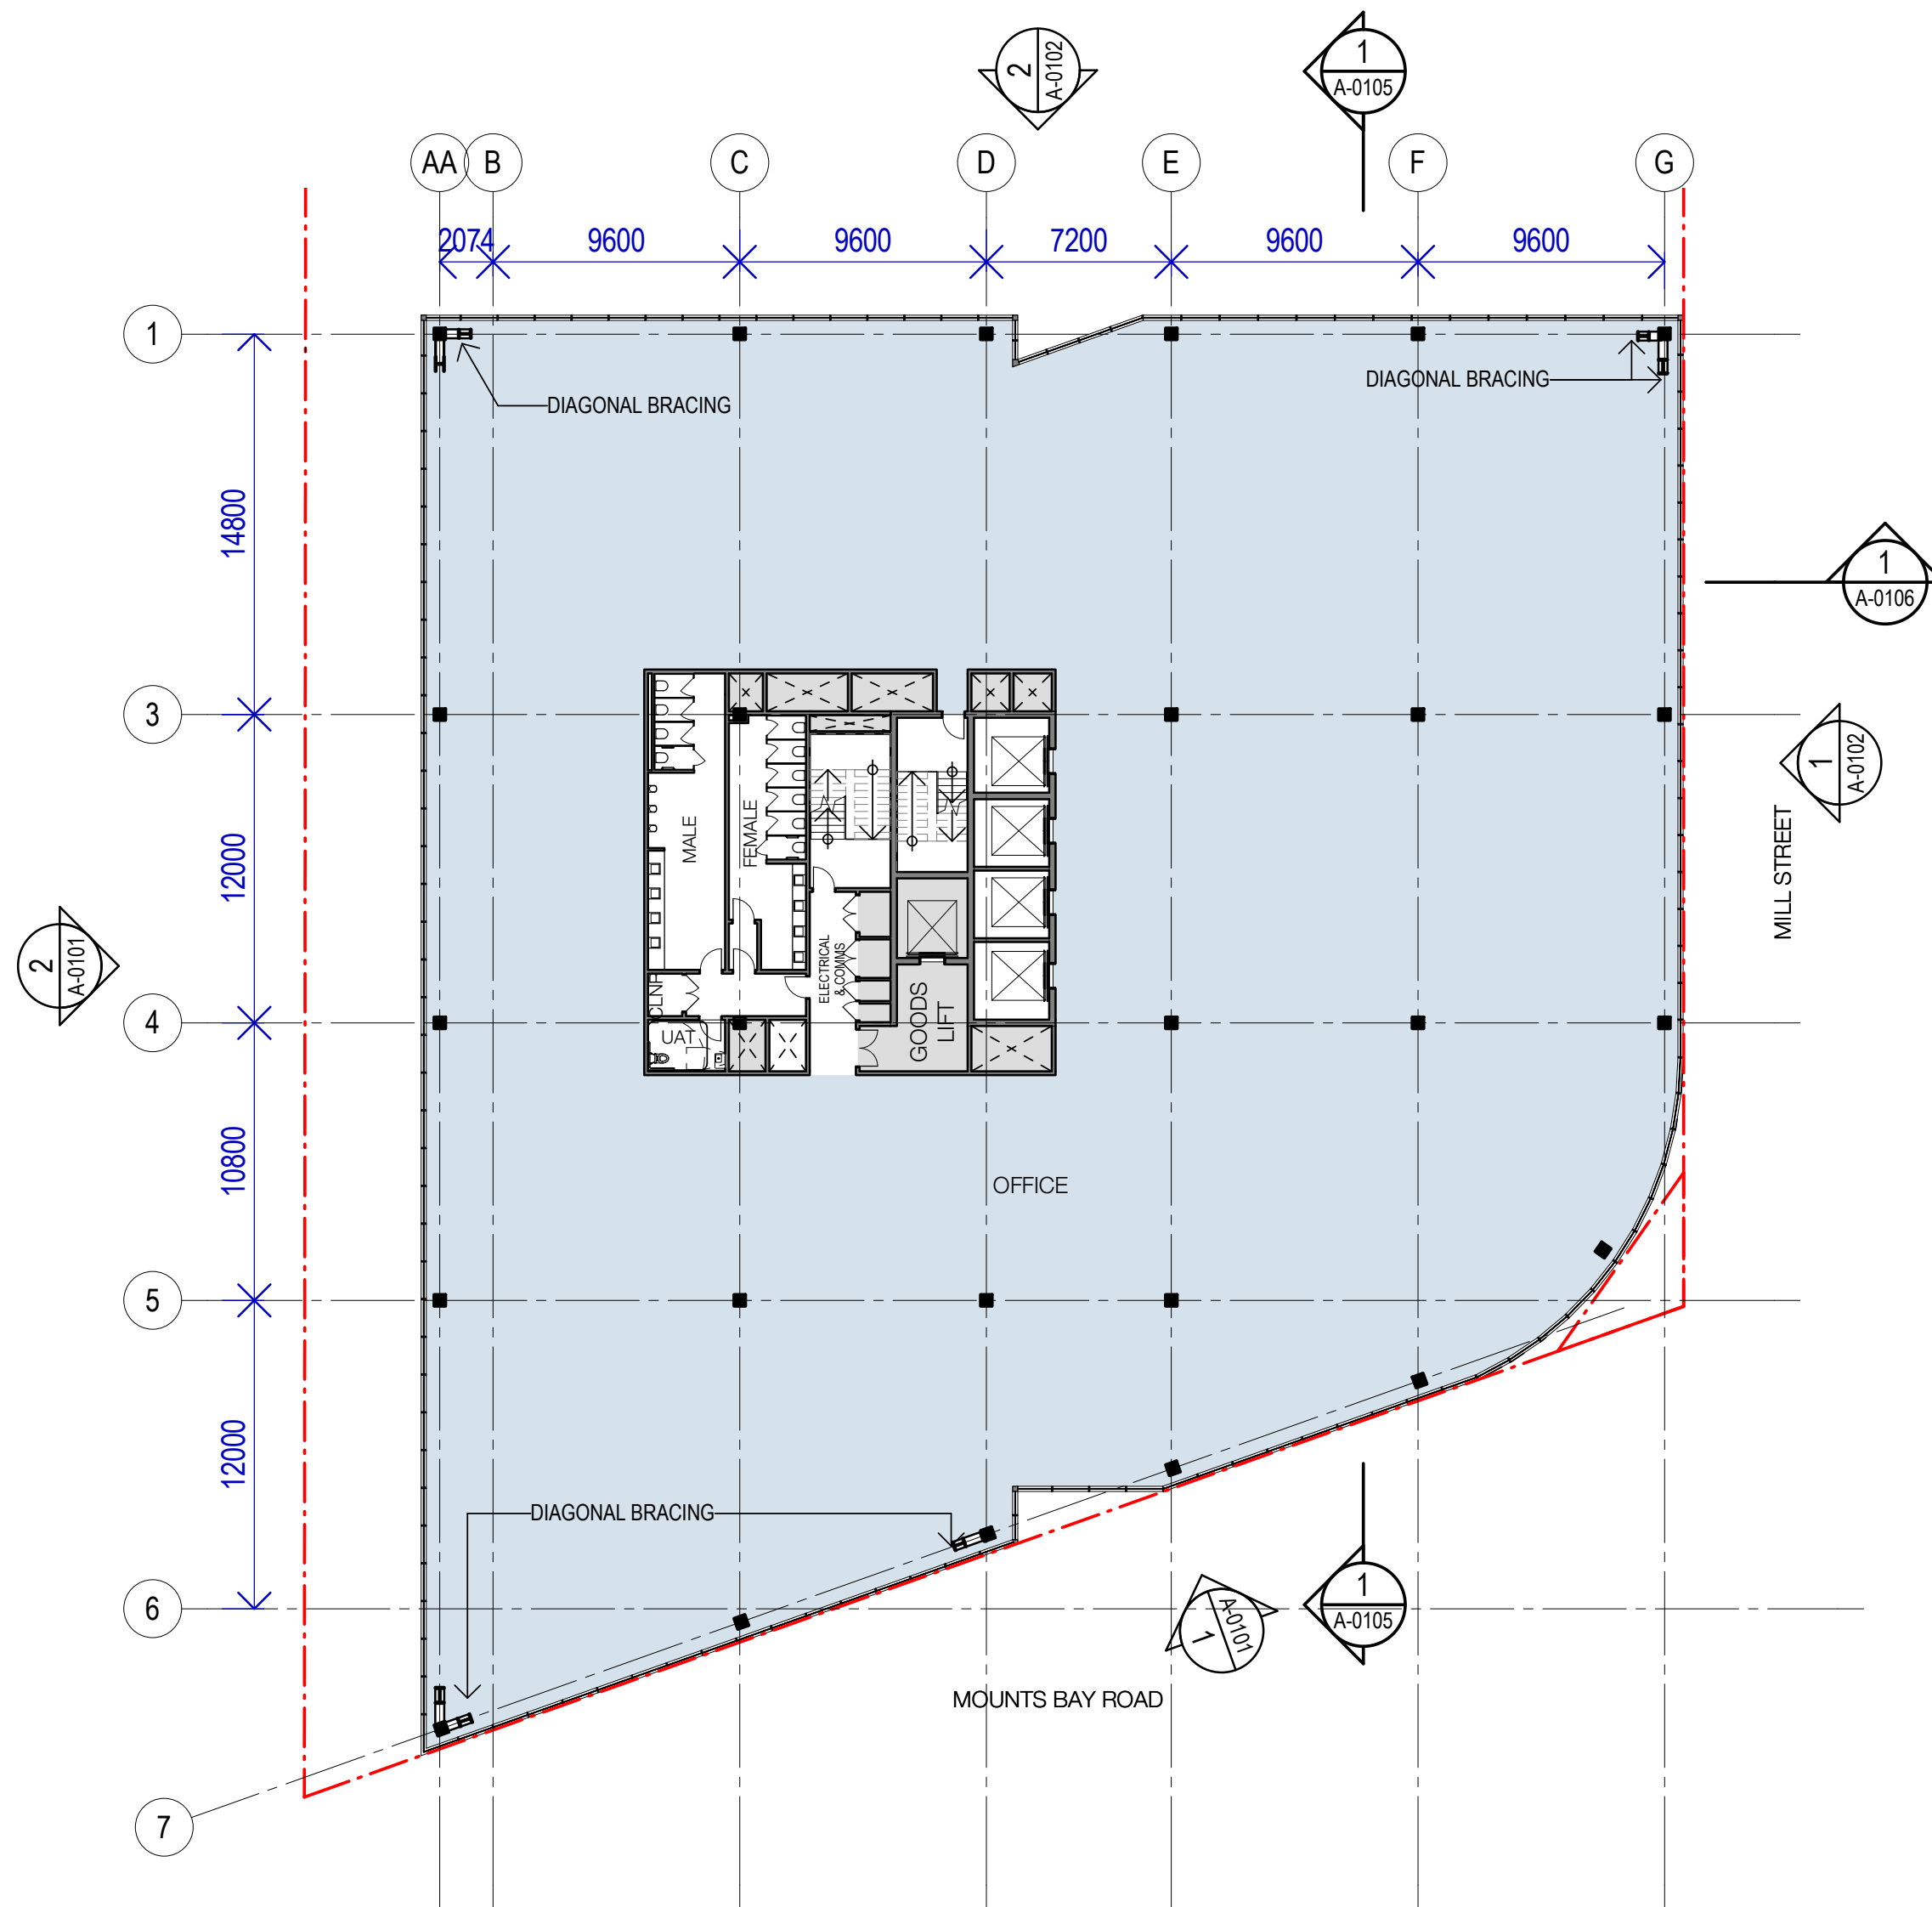 2
A-0102
1
A-0105
AA
B
C
D
E
F
G
2074
9600
9600
7200
9600
9600
1
DIAGONAL BRACING
DIAGONAL BRACING
14800
1
A-0106
3
MALE
FEMALE
12000
1
A-0102
MILL STREET
2
A-0101
ELECTRICAL
& COMMS
CLNR
GOODS
LIFT
4
UAT
10800
OFFICE
5
12000
DIAGONAL BRACING
6
1
A-0101
1
A-0105
MOUNTS BAY ROAD
7